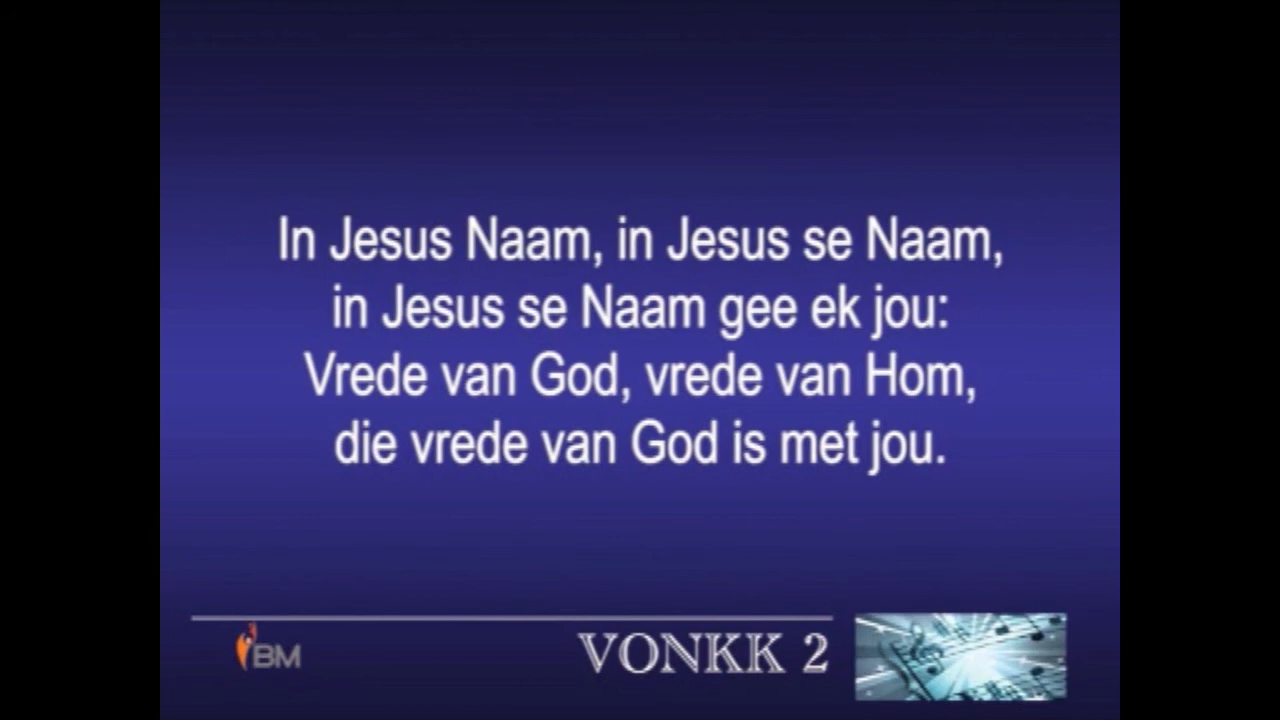 In Jesus Naam, in Jesus se Naam,
in Jesus se Naam gee ek jou:
Vrede van God, vrede van Hom,
die vrede van God is met jou.
BM
VONKK 2